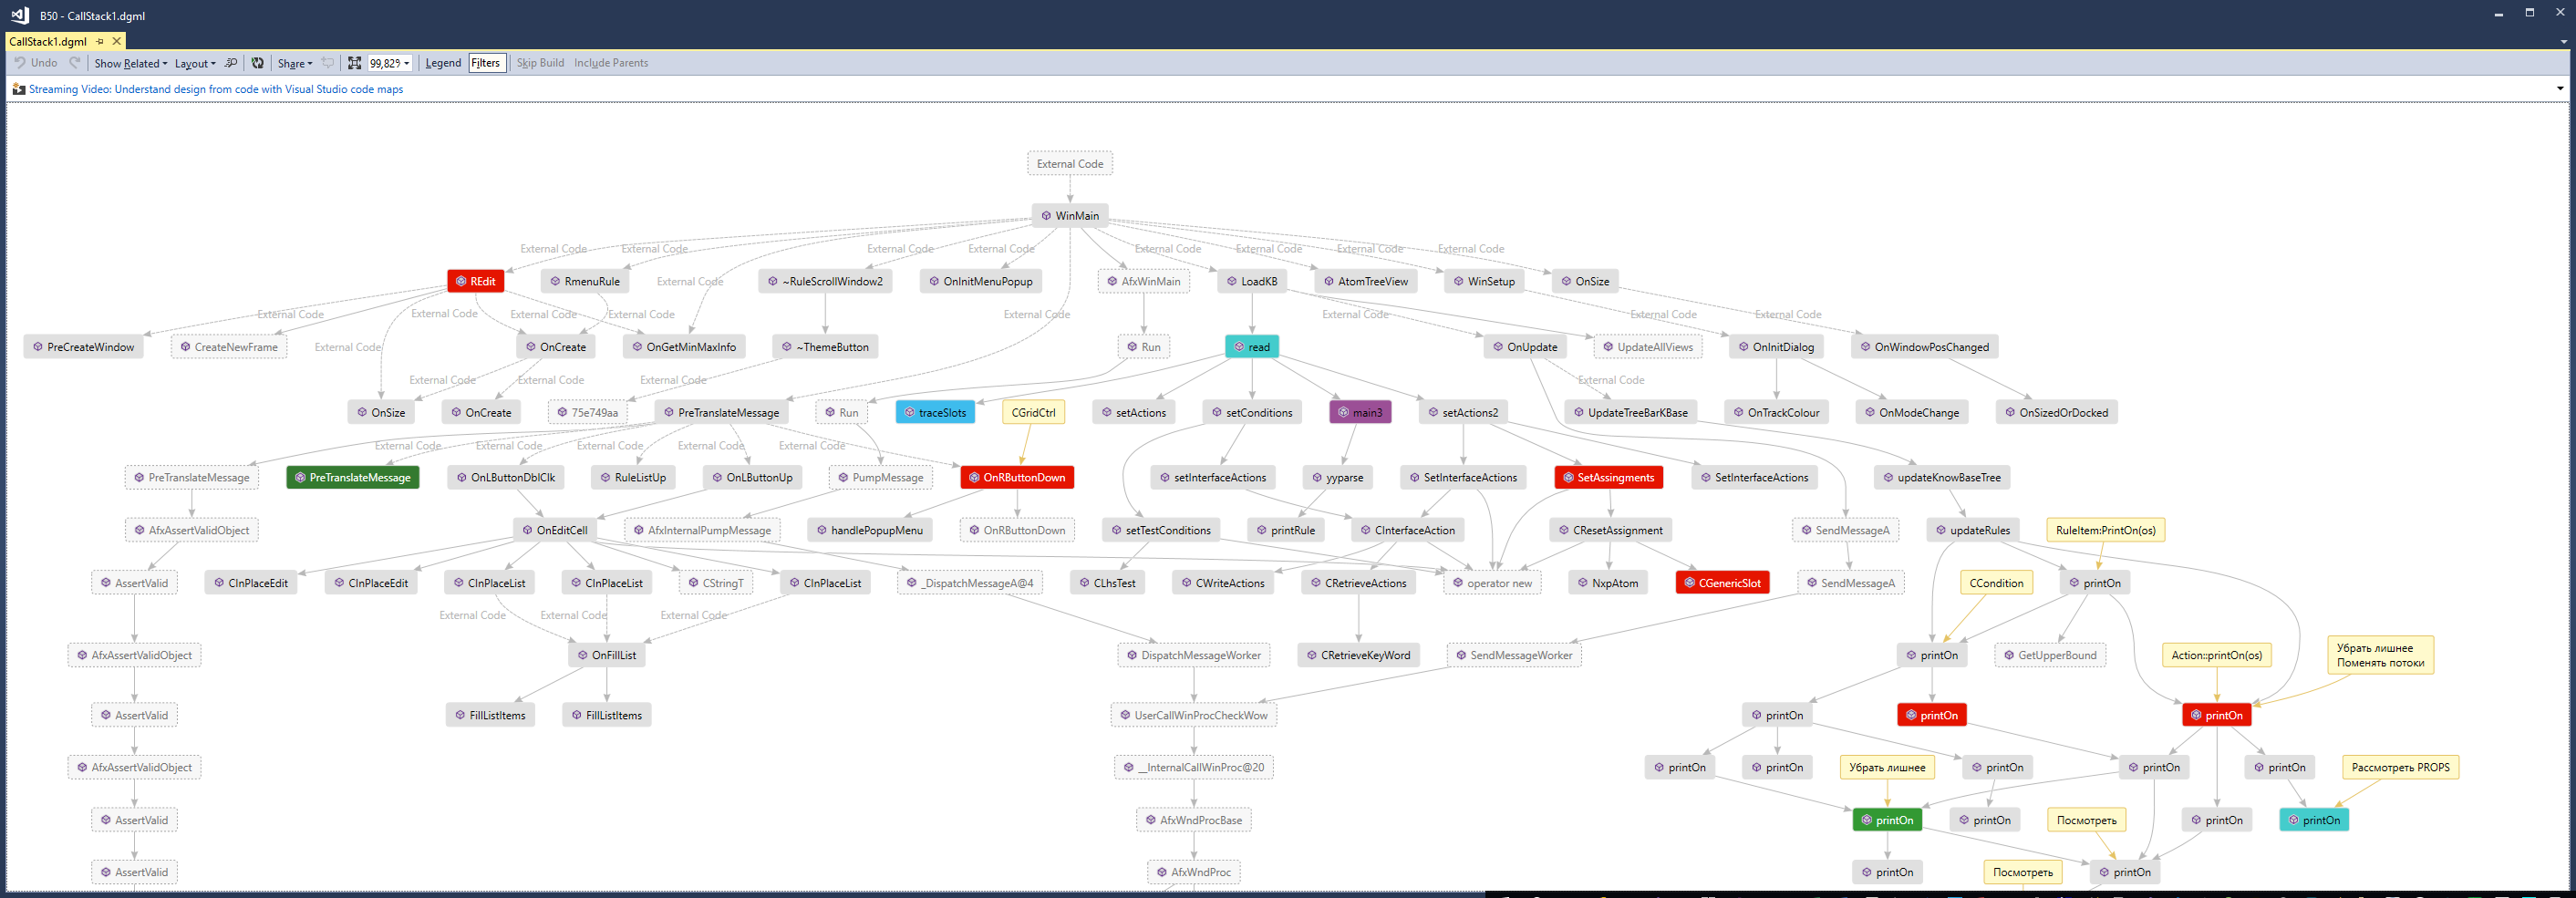 B50 - CallStack1.dgml
CallStack1.dgml
Undo Show Related Layout Share 99,82% Legend Filters Skip Build Include Parents
Streaming Video: Understand design from code with Visual Studio code maps
External Code
WinMain
External Code External Code External Code External Code External Code External Code External Code External Code
REdit RmenuRule External Code ~RuleScrollWindow2 OnInitMenuPopup AfxWinMain LoadKB AtomTreeView WinSetup OnSize
External Code External Code External Code External Code External Code External Code External Code External Code
PreCreateWindow CreateNewFrame External Code OnCreate OnGetMinMaxInfo ~ThemeButton Run read OnUpdate UpdateAllViews OnInitDialog OnWindowPosChanged
External Code External Code External Code External Code
OnSize OnCreate 75e749aa PreTranslateMessage Run traceSlots CGridCtrl setActions setConditions main3 setActions2 UpdateTreeBarKBase OnTrackColour OnModeChange OnSizedOrDocked
External Code External Code External Code External Code
PreTranslateMessage PreTranslateMessage OnLButtonDblClk RuleListUp OnLButtonUp PumpMessage OnRButtonDown setInterfaceActions yyparse SetInterfaceActions SetAssingments SetInterfaceActions updateKnowBaseTree
AfxAssertValidObject OnEditCell AfxInternalPumpMessage handlePopupMenu OnRButtonDown setTestConditions printRule CInterfaceAction CResetAssignment SendMessageA updateRules RuleItem:PrintOn(os)
AssertValid CInPlaceEdit CInPlaceEdit CInPlaceList CInPlaceList CStringT CInPlaceList _DispatchMessageA@4 CLhsTest CWriteActions CRetrieveActions operator new NxpAtom CGenericSlot SendMessageA CCondition printOn
External Code External Code External Code
AfxAssertValidObject OnFillList DispatchMessageWorker CRetrieveKeyWord SendMessageWorker printOn GetUpperBound Action::printOn(os) Убрать лишнее
Поменять потоки
AssertValid FillListItems FillListItems UserCallWinProcCheckWow printOn printOn printOn
AfxAssertValidObject __InternalCallWinProc@20 printOn printOn Убрать лишнее printOn printOn printOn Рассмотреть PROPS
AssertValid AfxWndProcBase printOn printOn Посмотреть printOn printOn
AssertValid AfxWndProc printOn Посмотреть printOn